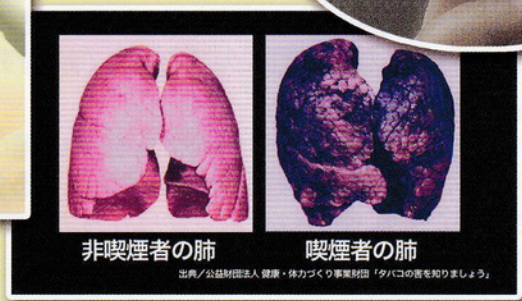 非喫煙者の肺
喫煙者の肺
出典／公益財団法人 健康・体力づくり事業財団「タバコの害を知りましょう」